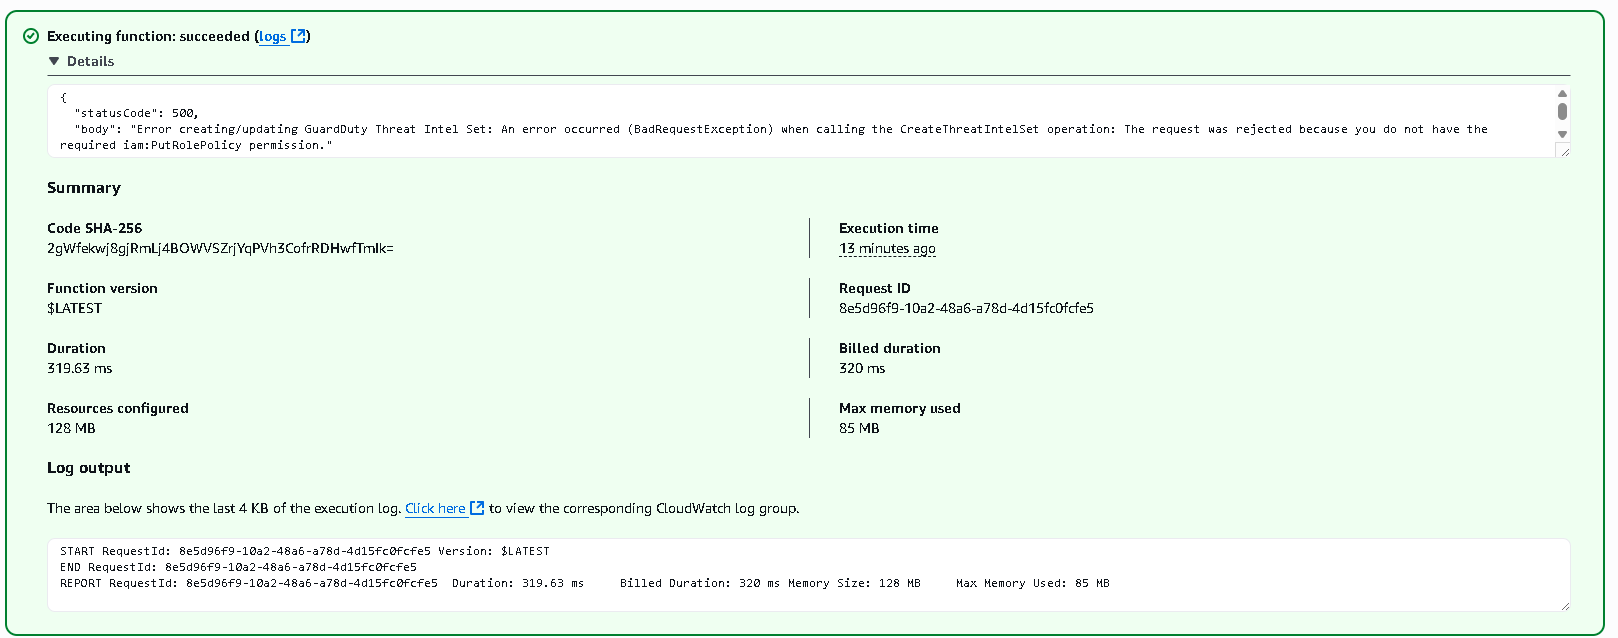 Executing function: succeeded (logs)
Details
{
"statusCode": 500,
"body": "Error creating/updating GuardDuty Threat Intel Set: An error occurred (BadRequestException) when calling the CreateThreatIntelSet operation: The request was rejected because you do not have the
required iam:PutRolePolicy permission."
Summary
Code SHA-256
2gWfekwj8gjRmLj4BOWVSZrjYqPVh3CofrRDHwfTmIk=
Execution time
13 minutes ago
Function version
$LATEST
Request ID
8e5d96f9-10a2-48a6-a78d-4d15fc0fcfe5
Duration
319.63 ms
Billed duration
320 ms
Resources configured
128 MB
Max memory used
85 MB
Log output
The area below shows the last 4 KB of the execution log. Click here to view the corresponding CloudWatch log group.
START RequestId: 8e5d96f9-10a2-48a6-a78d-4d15fc0fcfe5 Version: $LATEST
END RequestId: 8e5d96f9-10a2-48a6-a78d-4d15fc0fcfe5
REPORT RequestId: 8e5d96f9-10a2-48a6-a78d-4d15fc0fcfe5 Duration: 319.63 ms Billed Duration: 320 ms Memory Size: 128 MB Max Memory Used: 85 MB